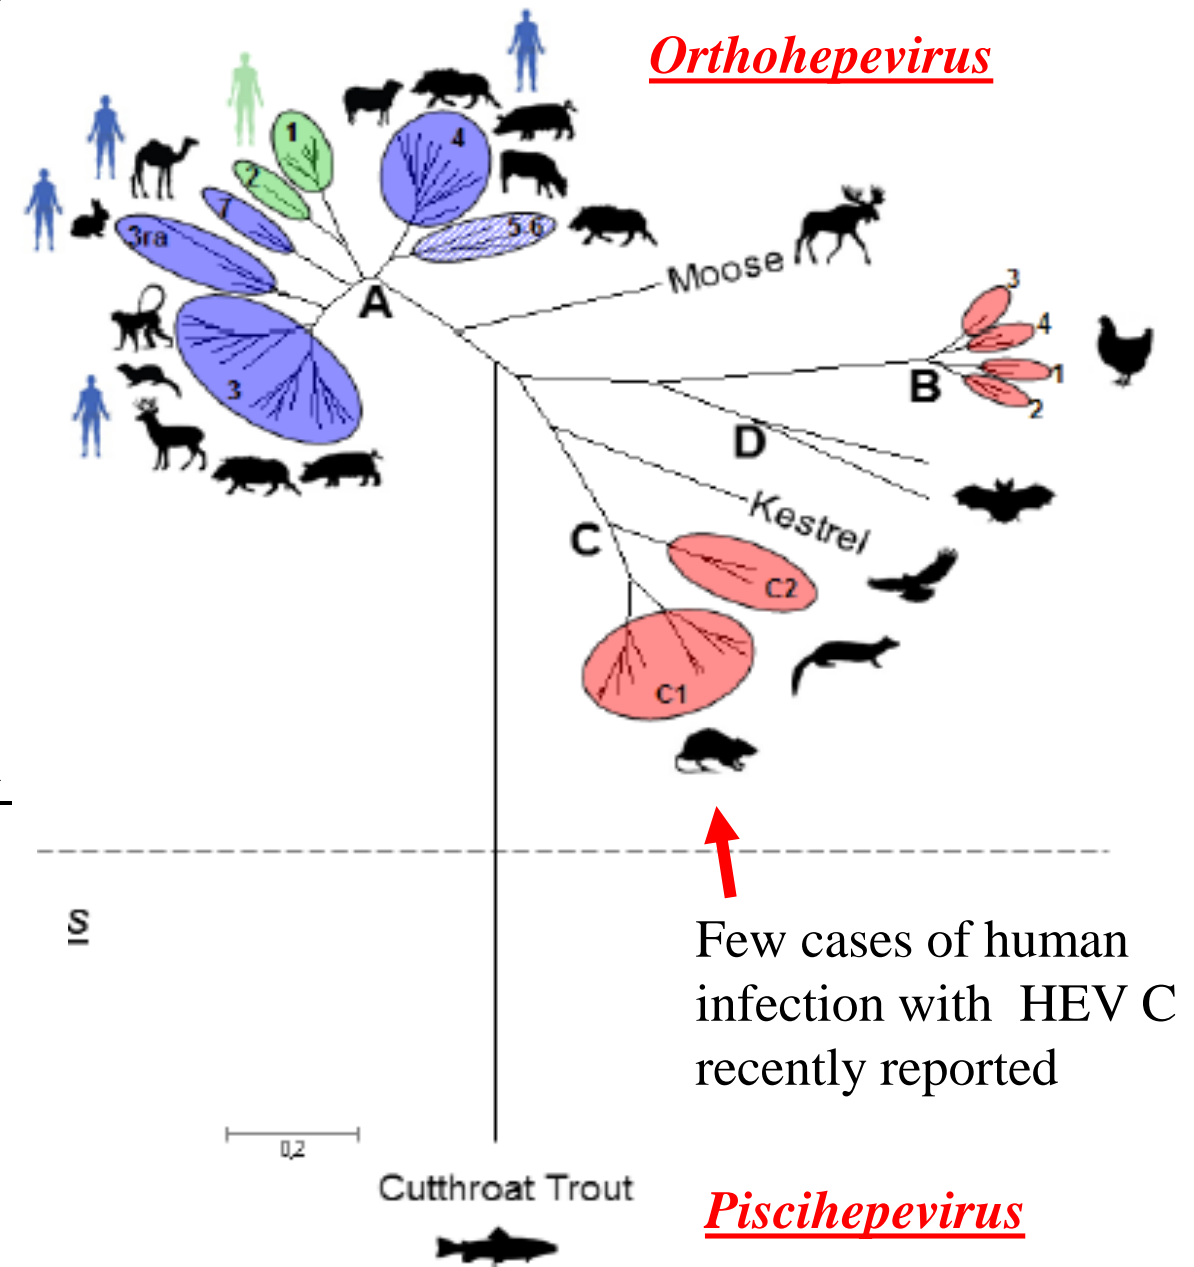 Orthohepevirus
1
4
2
7
5 6
3ra
Moose
3
A
4
1
B
2
3
D
Kestrel
C
C2
C1
s
Few cases of human
infection with HEV C
recently reported
0,2
Cutthroat Trout
Piscihepevirus